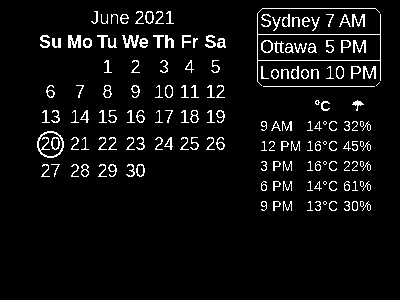 June 2021
Su Mo Tu We Th Fr Sa
1 2 3 4 5
6 7 8 9 10 11 12
13 14 15 16 17 18 19
20 21 22 23 24 25 26
27 28 29 30
Sydney 7 AM
Ottawa 5 PM
London 10 PM
°C ☂
9 AM 14°C 32%
12 PM 16°C 45%
3 PM 16°C 22%
6 PM 14°C 61%
9 PM 13°C 30%